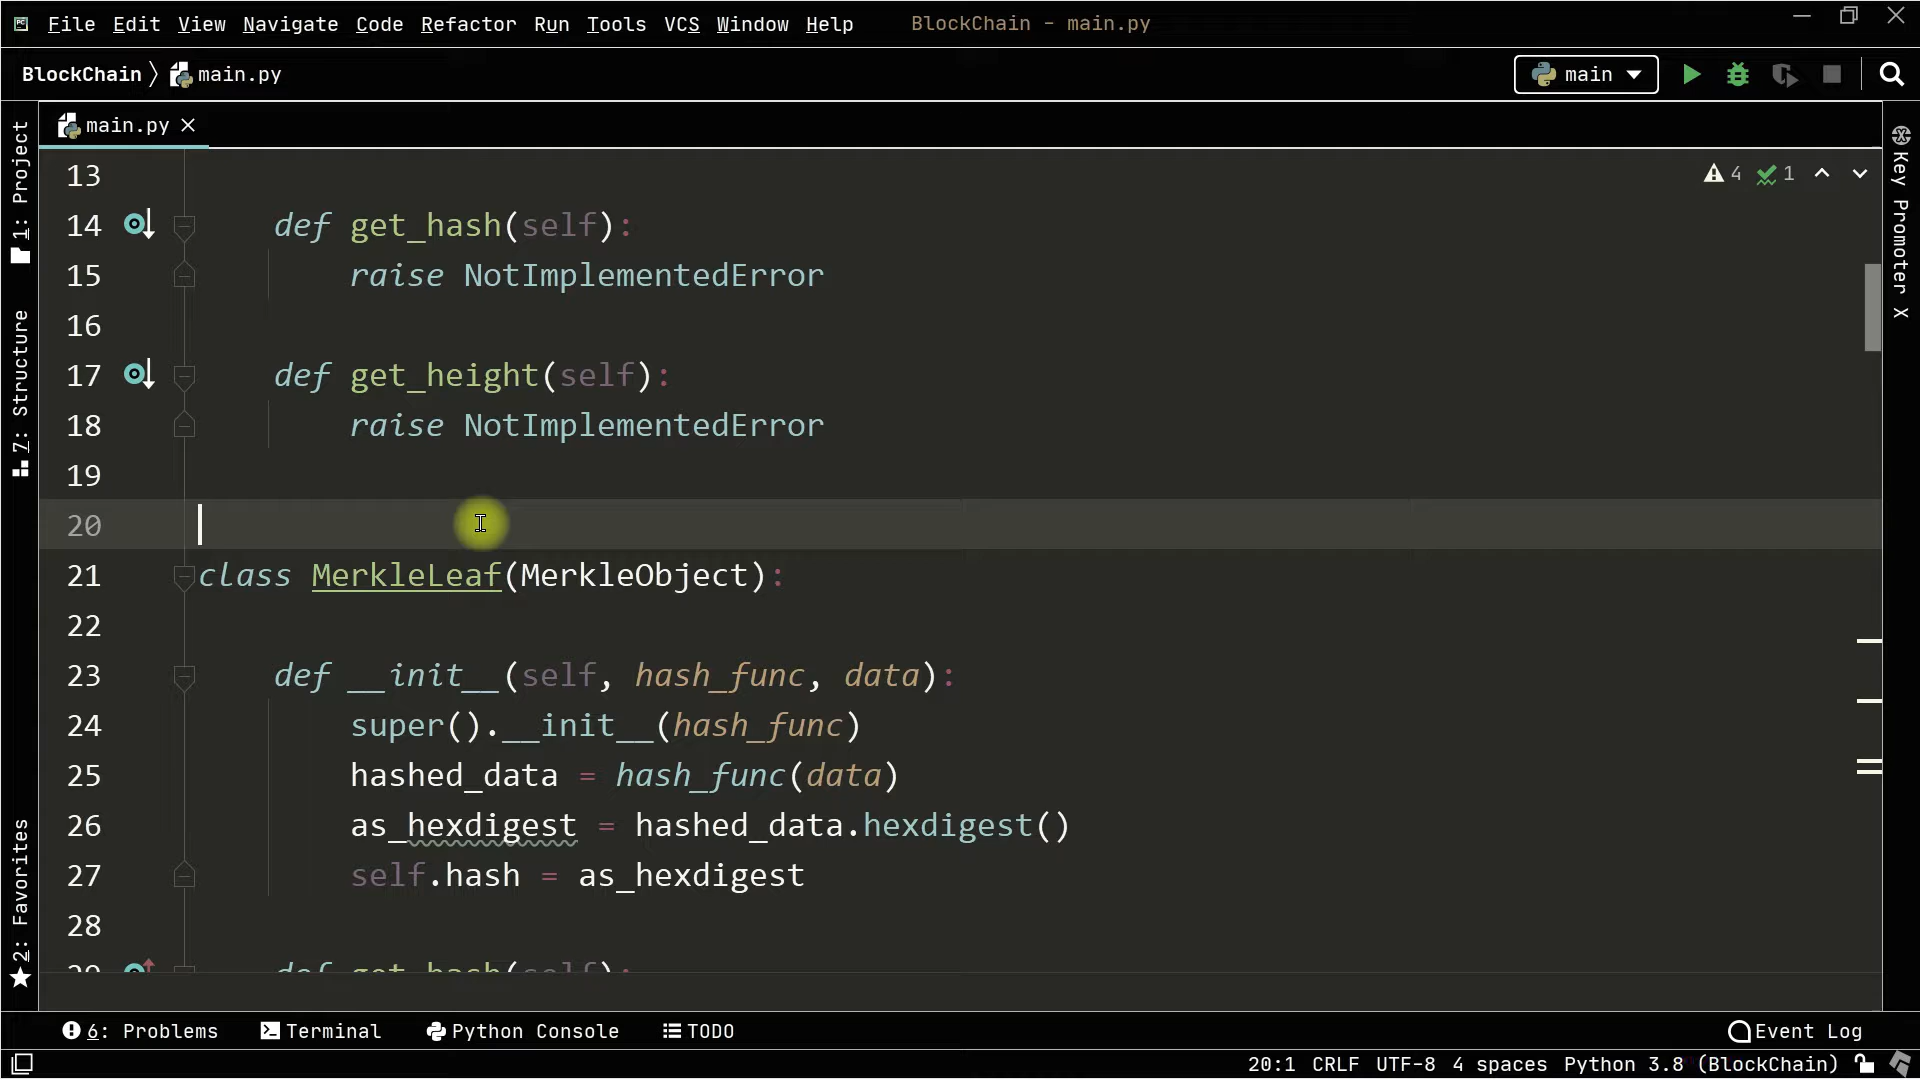 File Edit View Navigate Code Refactor Run Tools VCS Window Help BlockChain - main.py
BlockChain main.py main
main.py
1: Project
7: Structure
2: Favorites
Key Promoter X
4 1
13
14 def get_hash(self):
15 raise NotImplementedError
16
17 def get_height(self):
18 raise NotImplementedError
19
20
21 class MerkleLeaf(MerkleObject):
22
23 def __init__(self, hash_func, data):
24 super().__init__(hash_func)
25 hashed_data = hash_func(data)
26 as_hexdigest = hashed_data.hexdigest()
27 self.hash = as_hexdigest
28
29 def get_hash(self):
6: Problems Terminal Python Console TODO Event Log
20:1 CRLF UTF-8 4 spaces Python 3.8 (BlockChain)